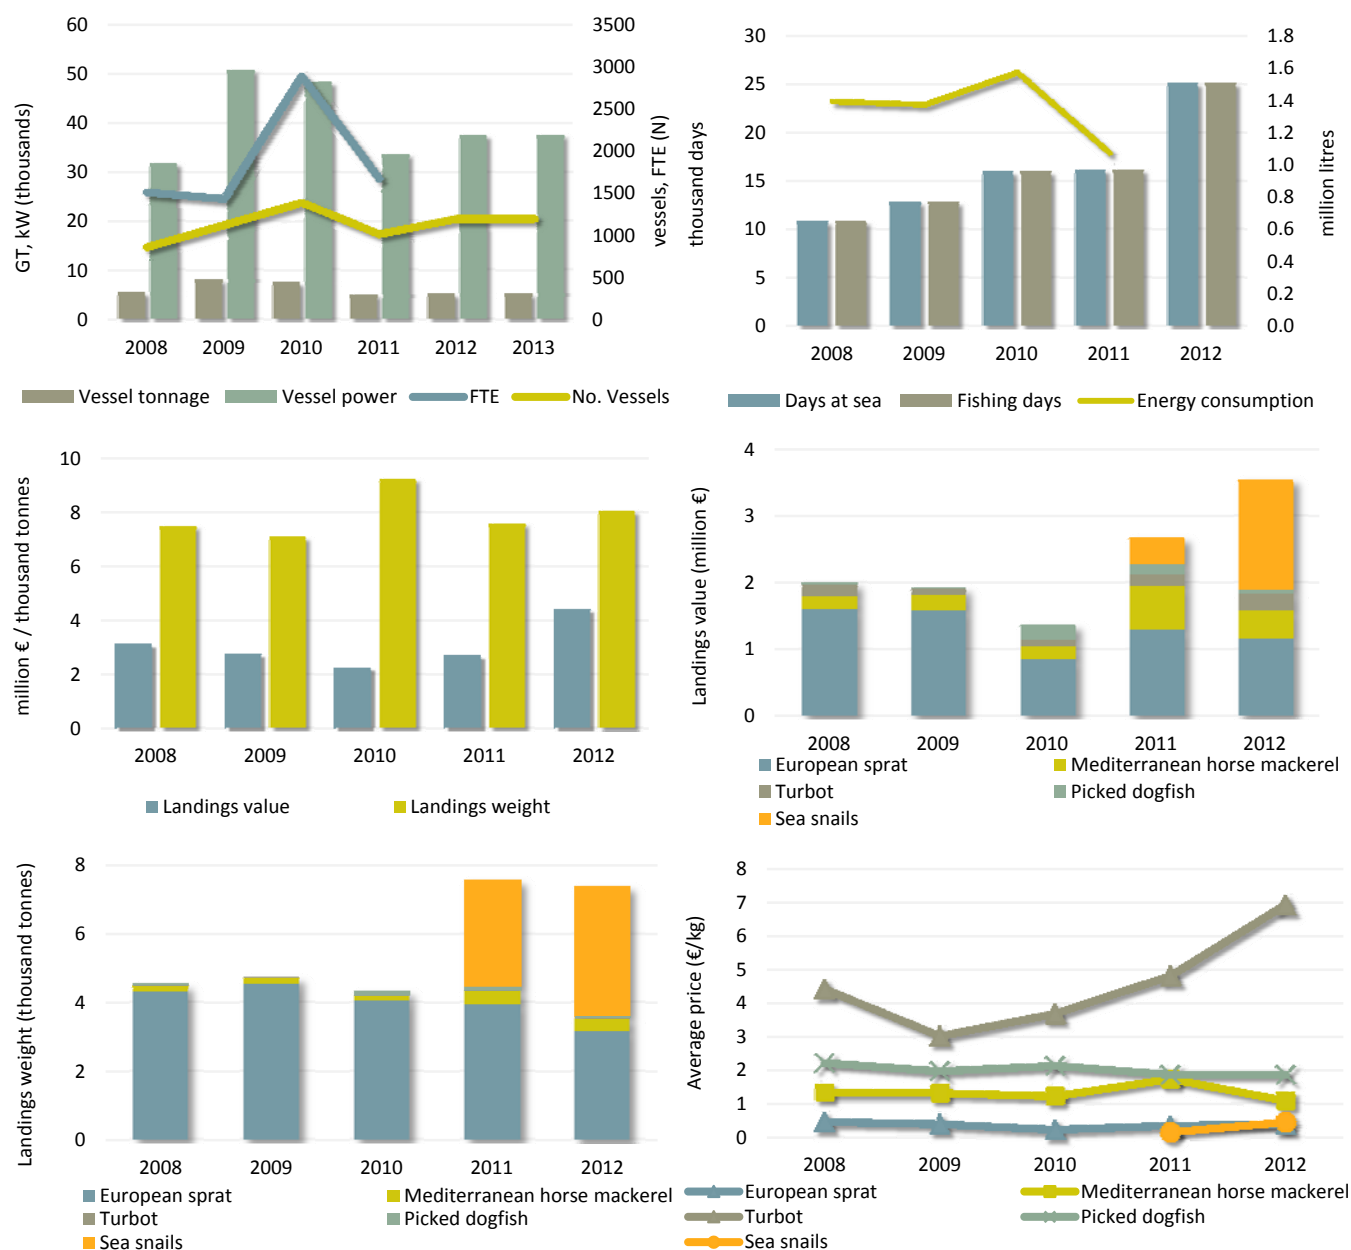 GT, kW (thousands)
60
50
40
30
20
10
0
3500
3000
2500
2000
1500
1000
500
0
vessels, FTE (N)
2008 2009 2010 2011 2012 2013
Vessel tonnage Vessel power FTE No. Vessels
thousand days
30
25
20
15
10
5
0
1.8
1.6
1.4
1.2
1.0
0.8
0.6
0.4
0.2
0.0
million litres
2008 2009 2010 2011 2012
Days at sea Fishing days Energy consumption
million € / thousand tonnes
10
8
6
4
2
0
2008 2009 2010 2011 2012
Landings value Landings weight
Landings value (million €)
4
3
2
1
0
2008 2009 2010 2011 2012
European sprat Mediterranean horse mackerel
Turbot Picked dogfish
Sea snails
Landings weight (thousand tonnes)
8
6
4
2
0
2008 2009 2010 2011 2012
European sprat Mediterranean horse mackerel
Turbot Picked dogfish
Sea snails
Average price (€/kg)
8
7
6
5
4
3
2
1
0
2008 2009 2010 2011 2012
European sprat Mediterranean horse mackerel
Turbot Picked dogfish
Sea snails